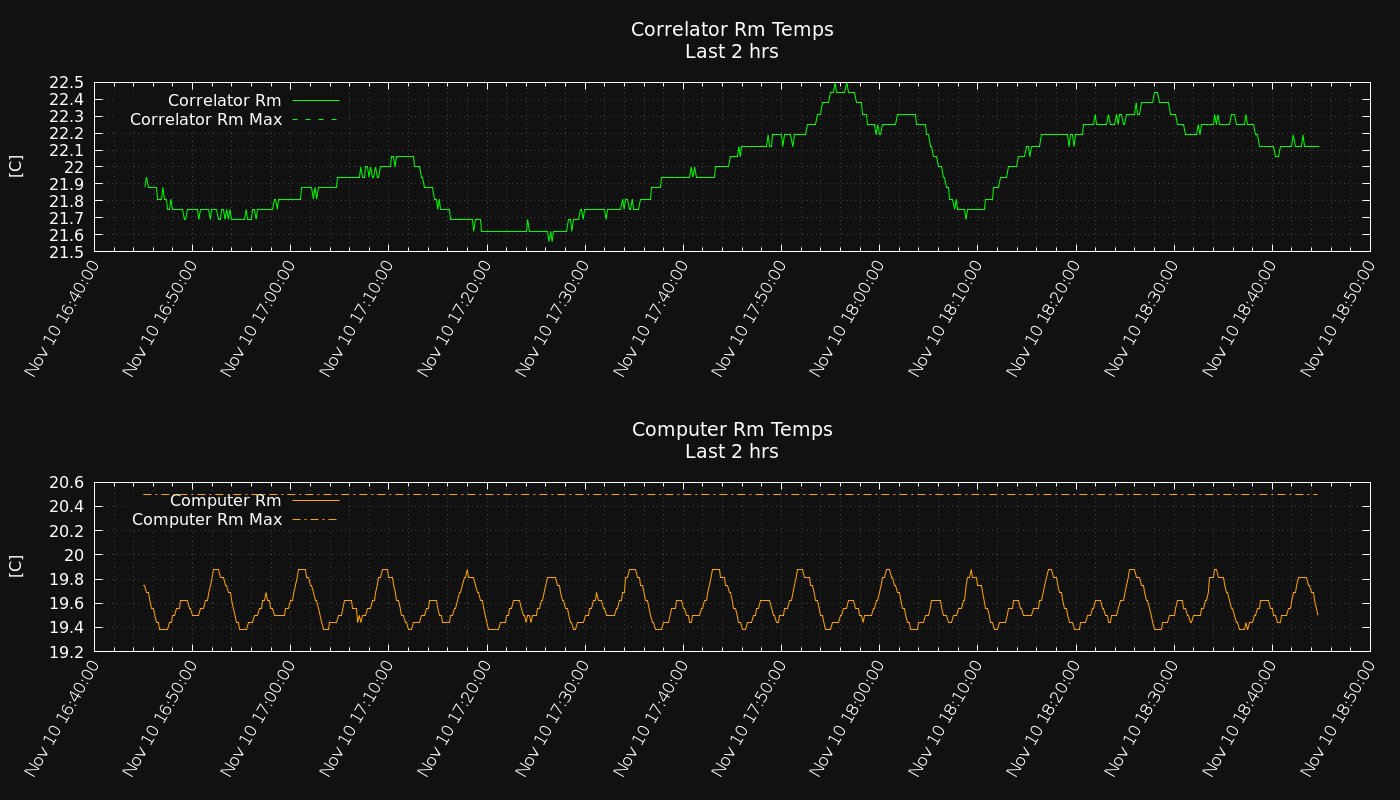 Correlator Rm Temps
Last 2 hrs
[C]
22.5
22.4
22.3
22.2
22.1
22
21.9
21.8
21.7
21.6
21.5
Correlator Rm
Correlator Rm Max
Nov 10 16:40:00
Nov 10 16:50:00
Nov 10 17:00:00
Nov 10 17:10:00
Nov 10 17:20:00
Nov 10 17:30:00
Nov 10 17:40:00
Nov 10 17:50:00
Nov 10 18:00:00
Nov 10 18:10:00
Nov 10 18:20:00
Nov 10 18:30:00
Nov 10 18:40:00
Nov 10 18:50:00
Computer Rm Temps
Last 2 hrs
[C]
20.6
20.4
20.2
20
19.8
19.6
19.4
19.2
Computer Rm
Computer Rm Max
Nov 10 16:40:00
Nov 10 16:50:00
Nov 10 17:00:00
Nov 10 17:10:00
Nov 10 17:20:00
Nov 10 17:30:00
Nov 10 17:40:00
Nov 10 17:50:00
Nov 10 18:00:00
Nov 10 18:10:00
Nov 10 18:20:00
Nov 10 18:30:00
Nov 10 18:40:00
Nov 10 18:50:00